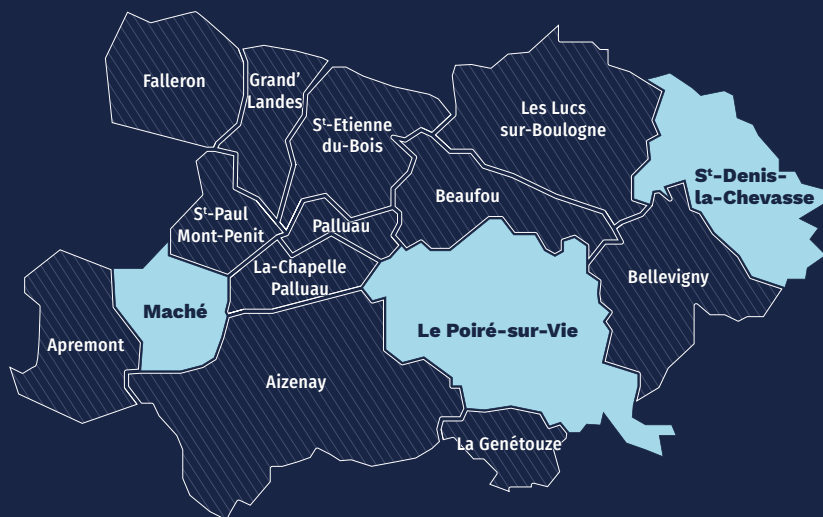 Falleron
Grand'
Landes
Sᵗ-Etienne
du-Bois
Les Lucs
sur-Boulogne
Sᵗ-Denis-
la-Chevasse
Beaufou
Sᵗ-Paul
Mont-Penit
Palluau
La-Chapelle
Palluau
Bellevigny
Maché
Le Poiré-sur-Vie
Apremont
Aizenay
La Genétouze